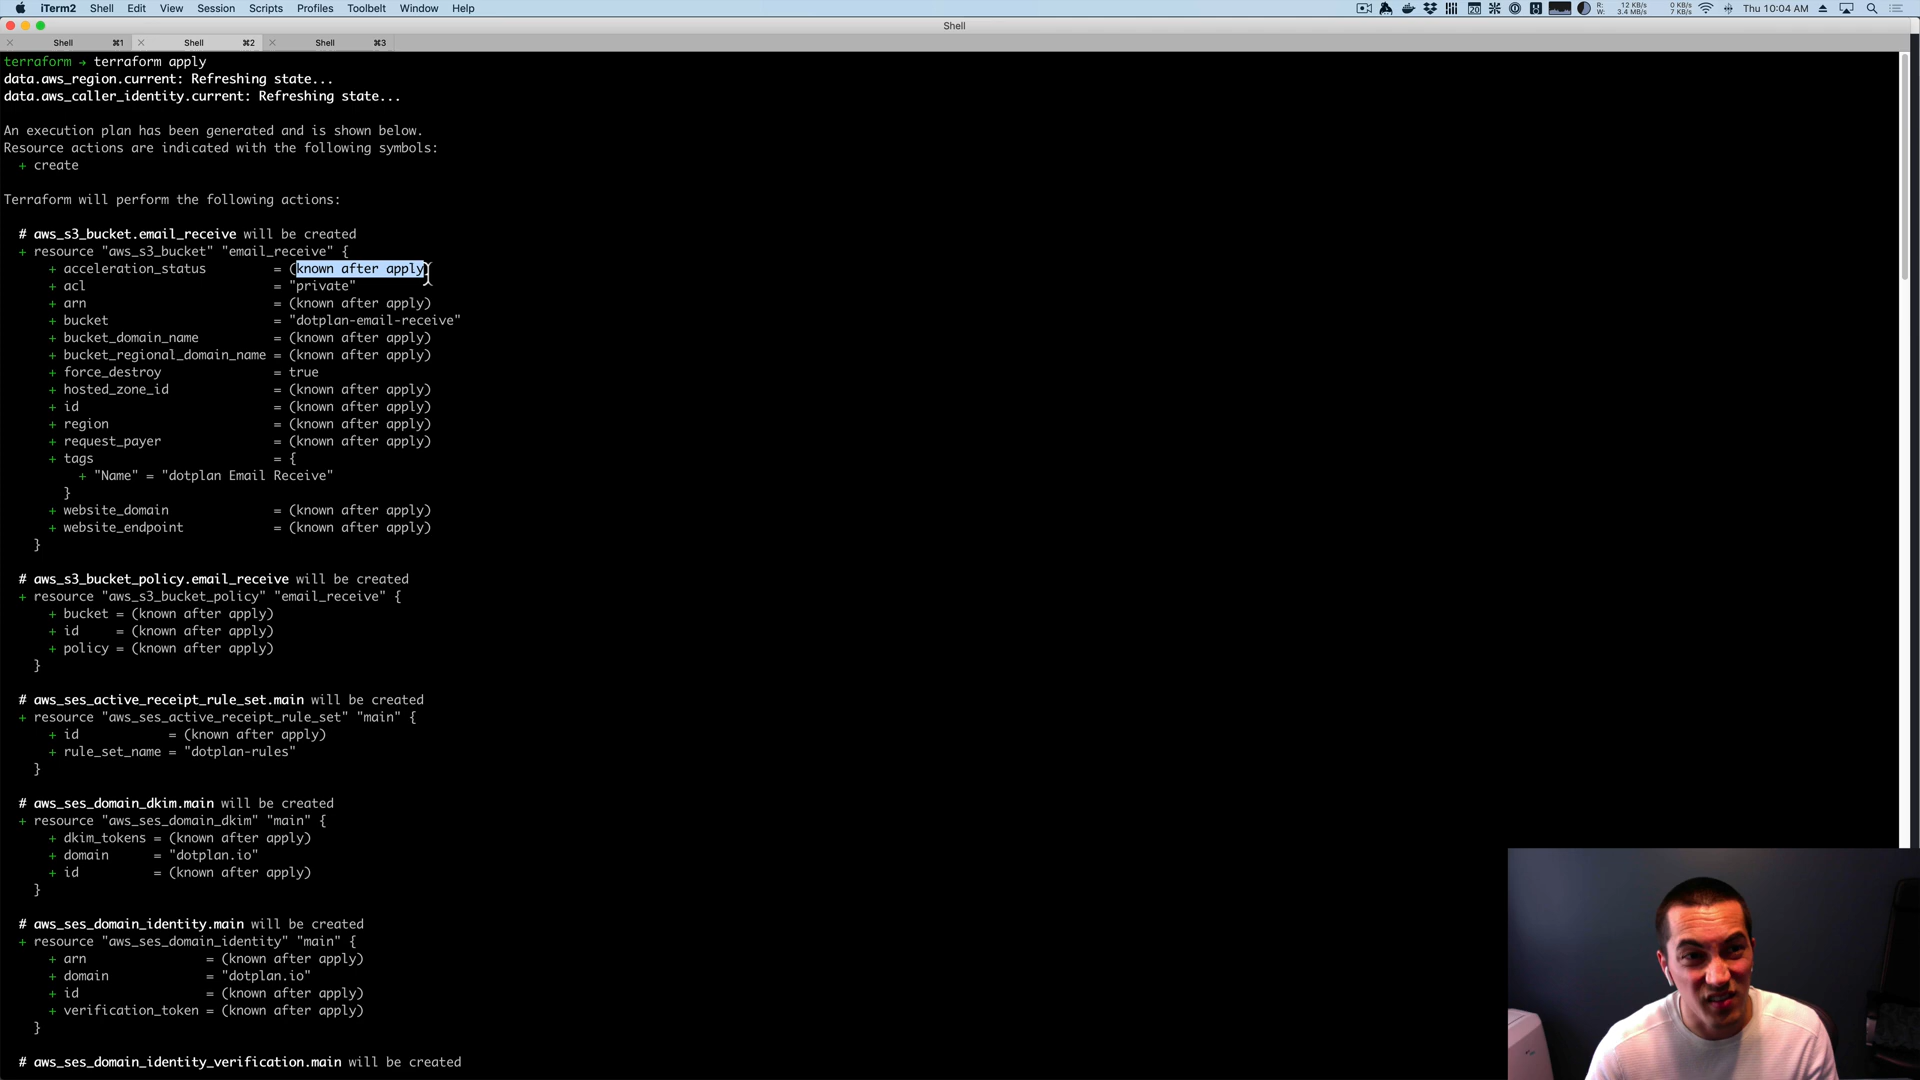 iTerm2 Shell Edit View Session Scripts Profiles Toolbelt Window Help
R: 12 KB/s 0 KB/s
W: 3.4 MB/s 7 KB/s
Thu 10:04 AM
Shell
Shell ⌘1 Shell ⌘2 Shell ⌘3
terraform → terraform apply
data.aws_region.current: Refreshing state...
data.aws_caller_identity.current: Refreshing state...
An execution plan has been generated and is shown below.
Resource actions are indicated with the following symbols:
+ create
Terraform will perform the following actions:
# aws_s3_bucket.email_receive will be created
+ resource "aws_s3_bucket" "email_receive" {
+ acceleration_status = (known after apply)
+ acl = "private"
+ arn = (known after apply)
+ bucket = "dotplan-email-receive"
+ bucket_domain_name = (known after apply)
+ bucket_regional_domain_name = (known after apply)
+ force_destroy = true
+ hosted_zone_id = (known after apply)
+ id = (known after apply)
+ region = (known after apply)
+ request_payer = (known after apply)
+ tags = {
+ "Name" = "dotplan Email Receive"
}
+ website_domain = (known after apply)
+ website_endpoint = (known after apply)
}
# aws_s3_bucket_policy.email_receive will be created
+ resource "aws_s3_bucket_policy" "email_receive" {
+ bucket = (known after apply)
+ id = (known after apply)
+ policy = (known after apply)
}
# aws_ses_active_receipt_rule_set.main will be created
+ resource "aws_ses_active_receipt_rule_set" "main" {
+ id = (known after apply)
+ rule_set_name = "dotplan-rules"
}
# aws_ses_domain_dkim.main will be created
+ resource "aws_ses_domain_dkim" "main" {
+ dkim_tokens = (known after apply)
+ domain = "dotplan.io"
+ id = (known after apply)
}
# aws_ses_domain_identity.main will be created
+ resource "aws_ses_domain_identity" "main" {
+ arn = (known after apply)
+ domain = "dotplan.io"
+ id = (known after apply)
+ verification_token = (known after apply)
}
# aws_ses_domain_identity_verification.main will be created